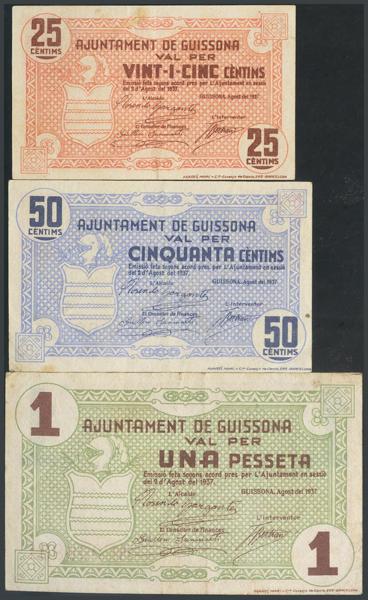 25
CÈNTIMS
AJUNTAMENT DE GUISSONA
VAL PER
VINT-I-CINC CÈNTIMS
Emissió feta segons acord pres per L'Ajuntament en sessió
del 2 d'Agost del 1937.
L'Alcalde
GUISSONA, Agost del 1937.
El Conseller de Finances
L'Interventor
25
CÈNTIMS
50
CÈNTIMS
AJUNTAMENT DE GUISSONA
VAL PER
CINQUANTA CÈNTIMS
Emissió feta segons acord pres per L'Ajuntament en sessió
del 2 d'Agost del 1937.
L'Alcalde
GUISSONA, Agost del 1937.
El Conseller de Finances
L'Interventor
50
CÈNTIMS
1
AJUNTAMENT DE GUISSONA
VAL PER
UNA PESSETA
Emissió feta segons acord pres per L'Ajuntament en sessió
del 2 d'Agost del 1937.
L'Alcalde
GUISSONA, Agost del 1937.
El Conseller de Finances
L'Interventor
1